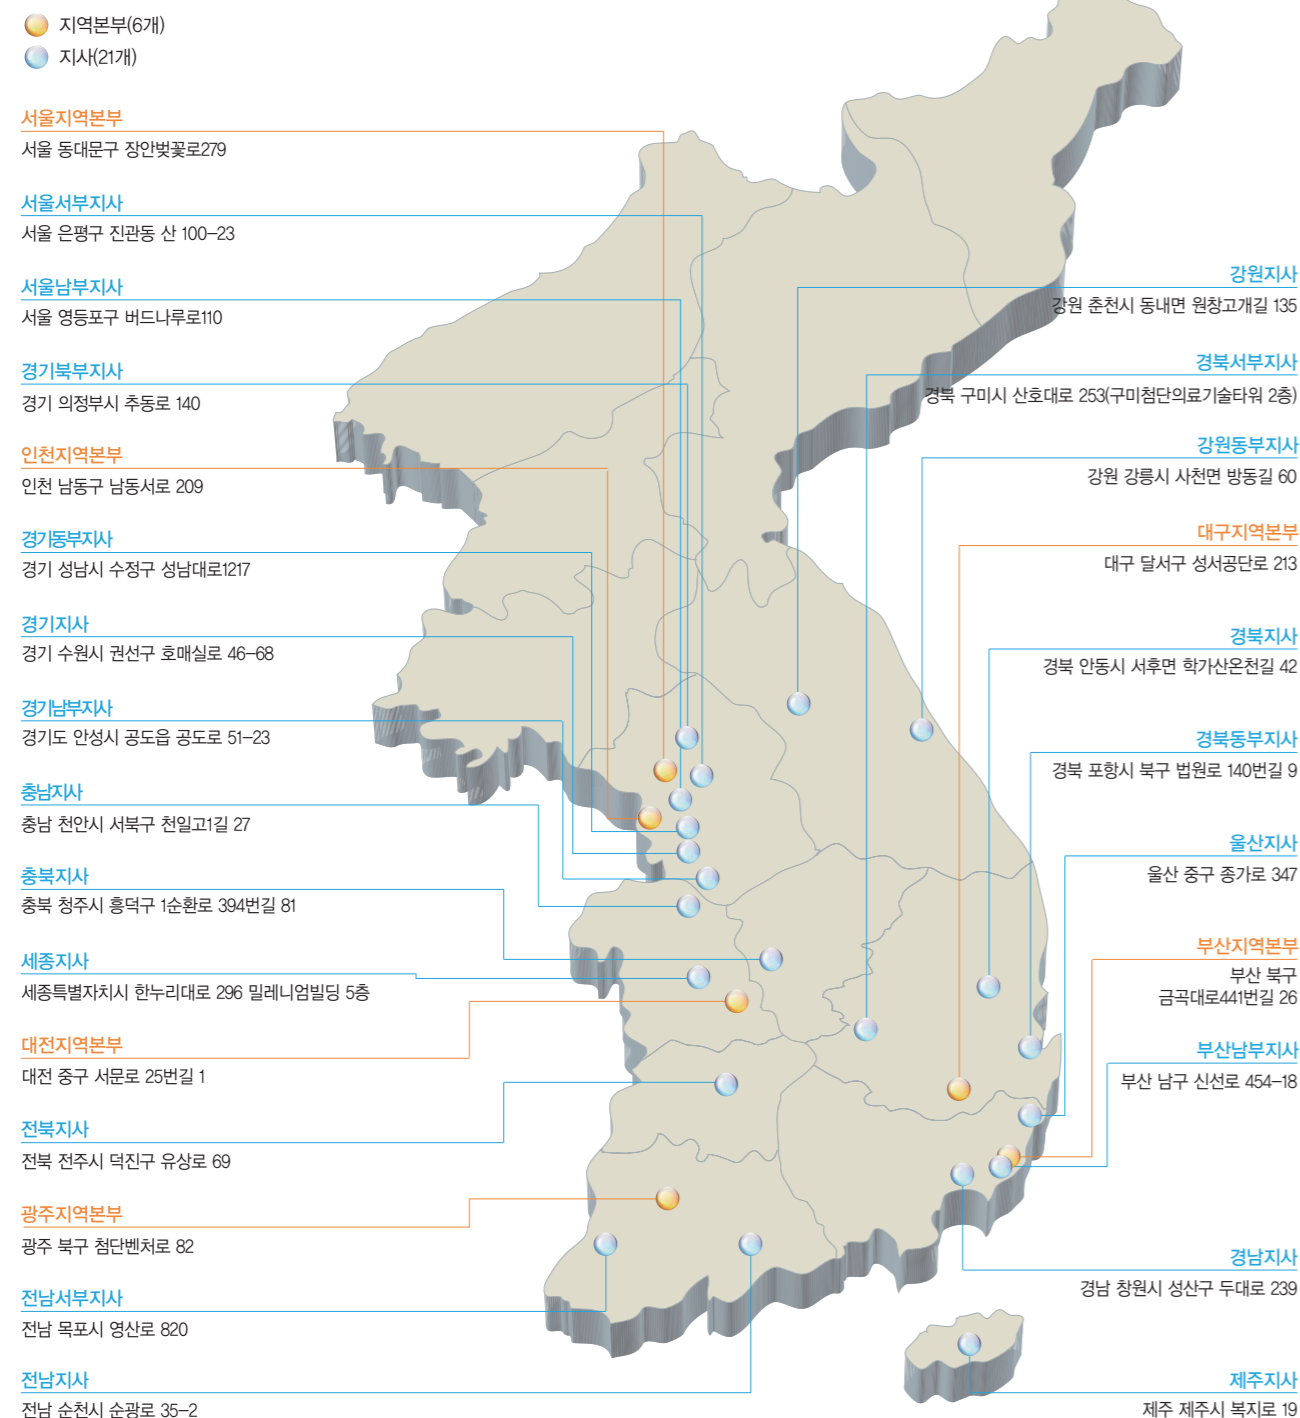 지역본부(6개)
지사(21개)
서울지역본부
서울 동대문구 장안벚꽃로279
서울서부지사
서울 은평구 진관동 산 100-23
서울남부지사
서울 영등포구 버드나루로110
경기북부지사
경기 의정부시 추동로 140
인천지역본부
인천 남동구 남동서로 209
경기동부지사
경기 성남시 수정구 성남대로1217
경기지사
경기 수원시 권선구 호매실로 46-68
경기남부지사
경기도 안성시 공도읍 공도로 51-23
충남지사
충남 천안시 서북구 천일고1길 27
충북지사
충북 청주시 흥덕구 1순환로 394번길 81
세종지사
세종특별자치시 한누리대로 296 밀레니엄빌딩 5층
대전지역본부
대전 중구 서문로 25번길 1
전북지사
전북 전주시 덕진구 유상로 69
광주지역본부
광주 북구 첨단벤처로 82
전남서부지사
전남 목포시 영산로 820
전남지사
전남 순천시 순광로 35-2
강원지사
강원 춘천시 동내면 원창고개길 135
경북서부지사
경북 구미시 산호대로 253(구미첨단의료기술타워 2층)
강원동부지사
강원 강릉시 사천면 방동길 60
대구지역본부
대구 달서구 성서공단로 213
경북지사
경북 안동시 서후면 학가산온천길 42
경북동부지사
경북 포항시 북구 법원로 140번길 9
울산지사
울산 중구 종가로 347
부산지역본부
부산 북구
금곡대로441번길 26
부산남부지사
부산 남구 신선로 454-18
경남지사
경남 창원시 성산구 두대로 239
제주지사
제주 제주시 복지로 19